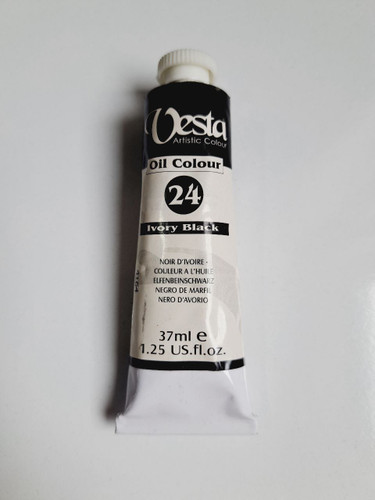 Vesta
Artistic Colour
Oil Colour
24
Ivory Black
NOIR D'IVOIRE -
COULEUR A L'HUILE
ELFENBEINSCHWARZ
NEGRO DE MARFIL
NERO D'AVORIO
37ml e
1.25 US.fl.oz.